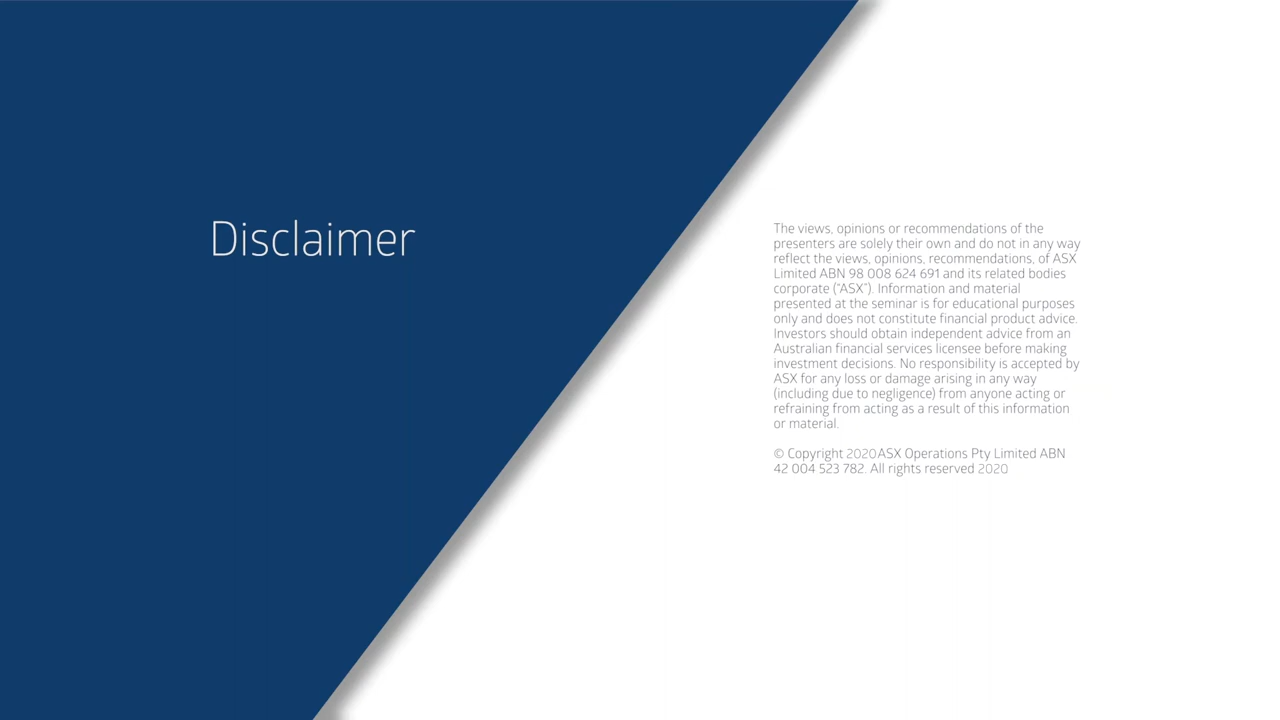 Disclaimer
The views, opinions or recommendations of the
presenters are solely their own and do not in any way
reflect the views, opinions, recommendations, of ASX
Limited ABN 98 008 624 691 and its related bodies
corporate (“ASX”). Information and material
presented at the seminar is for educational purposes
only and does not constitute financial product advice.
Investors should obtain independent advice from an
Australian financial services licensee before making
investment decisions. No responsibility is accepted by
ASX for any loss or damage arising in any way
(including due to negligence) from anyone acting or
refraining from acting as a result of this information
or material.
© Copyright 2020 ASX Operations Pty Limited ABN
42 004 523 782. All rights reserved 2020